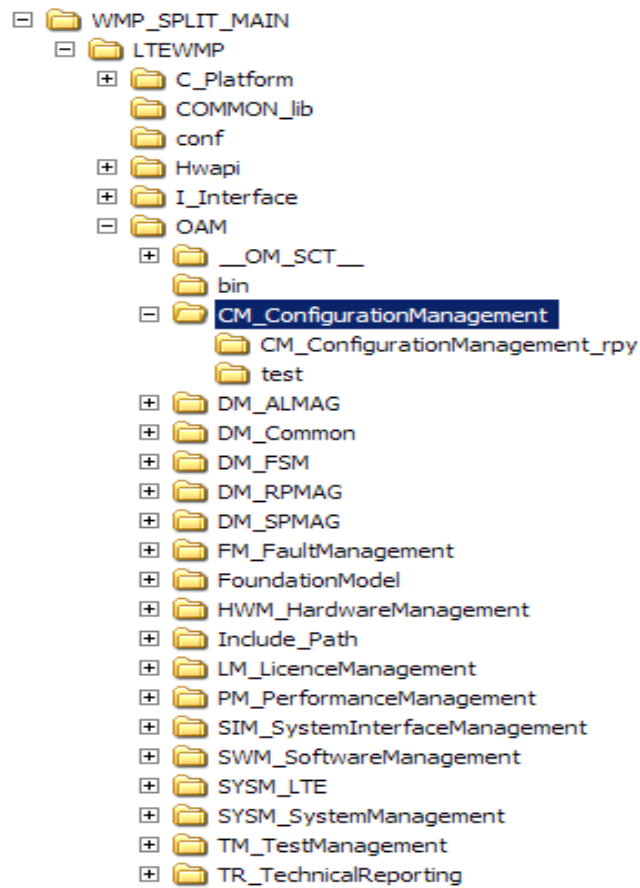 WMP_SPLIT_MAIN
LTEWMP
C_Platform
COMMON_lib
conf
Hwapi
I_Interface
OAM
__OM_SCT__
bin
CM_ConfigurationManagement
CM_ConfigurationManagement_rpy
test
DM_ALMAG
DM_Common
DM_FSM
DM_RPMAG
DM_SPMAG
FM_FaultManagement
FoundationModel
HWM_HardwareManagement
Include_Path
LM_LicenceManagement
PM_PerformanceManagement
SIM_SystemInterfaceManagement
SWM_SoftwareManagement
SYSM_LTE
SYSM_SystemManagement
TM_TestManagement
TR_TechnicalReporting